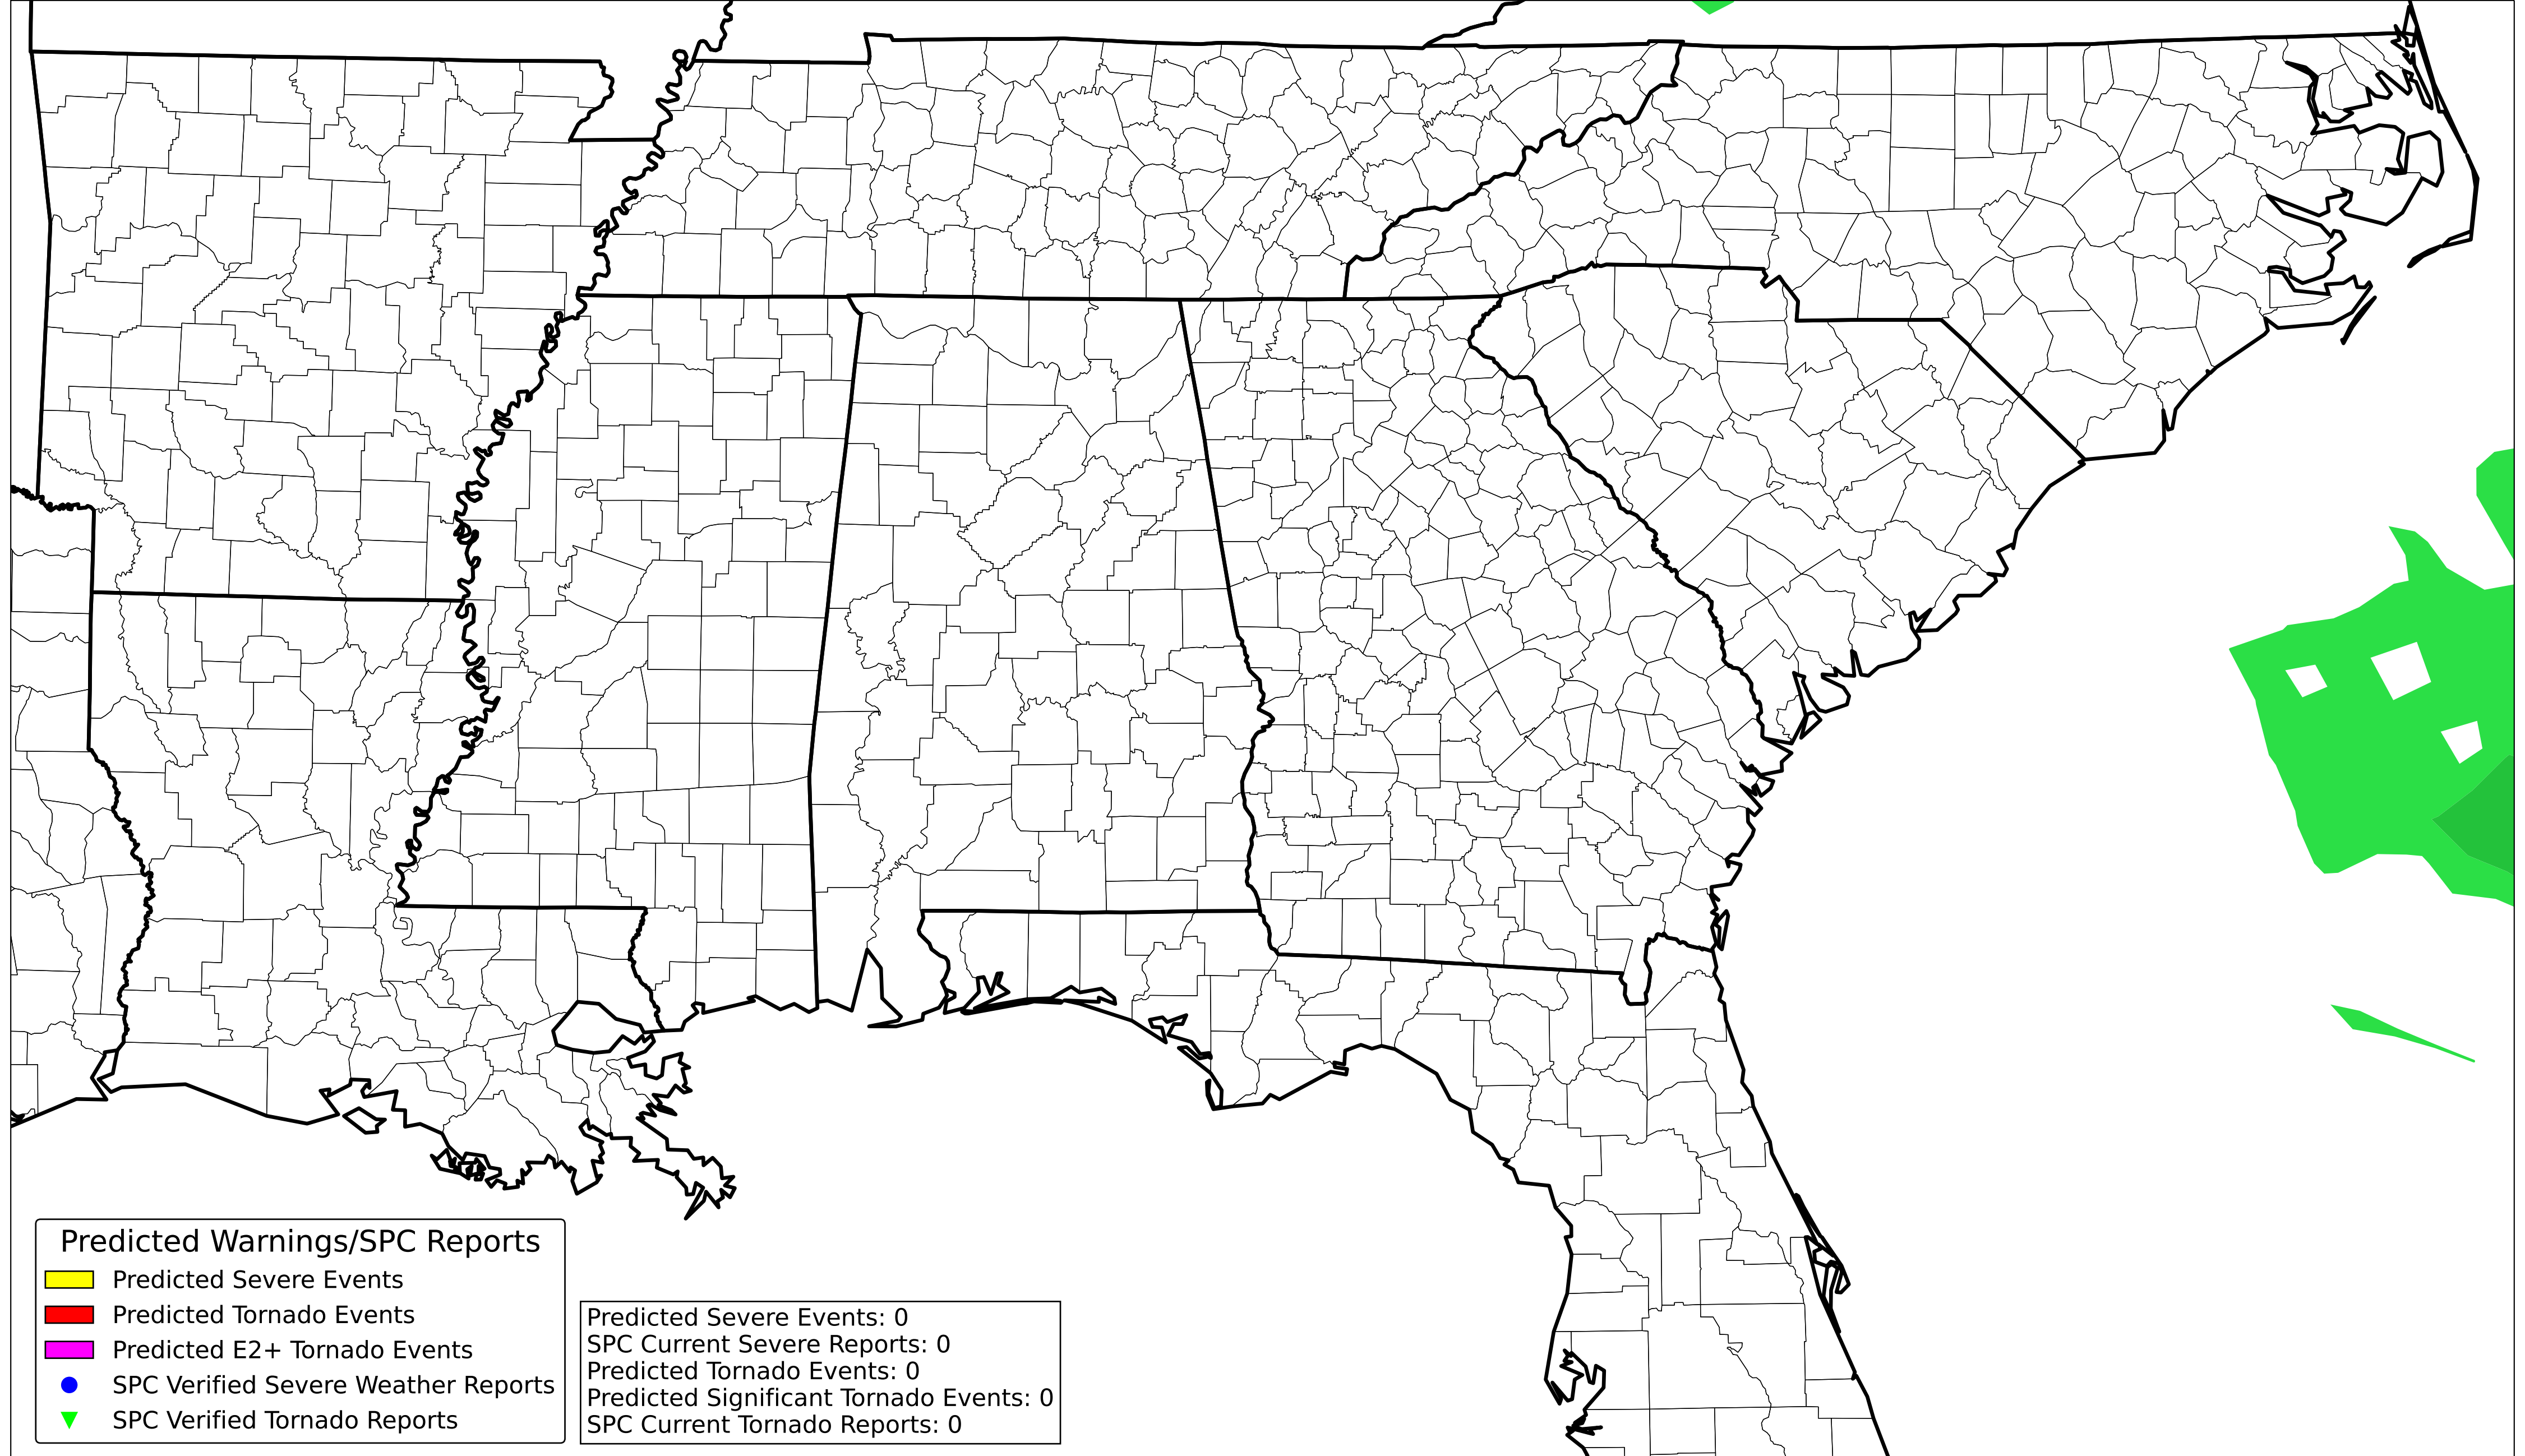 Predicted Warnings/SPC Reports
Predicted Severe Events
Predicted Tornado Events
Predicted E2+ Tornado Events
SPC Verified Severe Weather Reports
SPC Verified Tornado Reports
Predicted Severe Events: 0
SPC Current Severe Reports: 0
Predicted Tornado Events: 0
Predicted Significant Tornado Events: 0
SPC Current Tornado Reports: 0